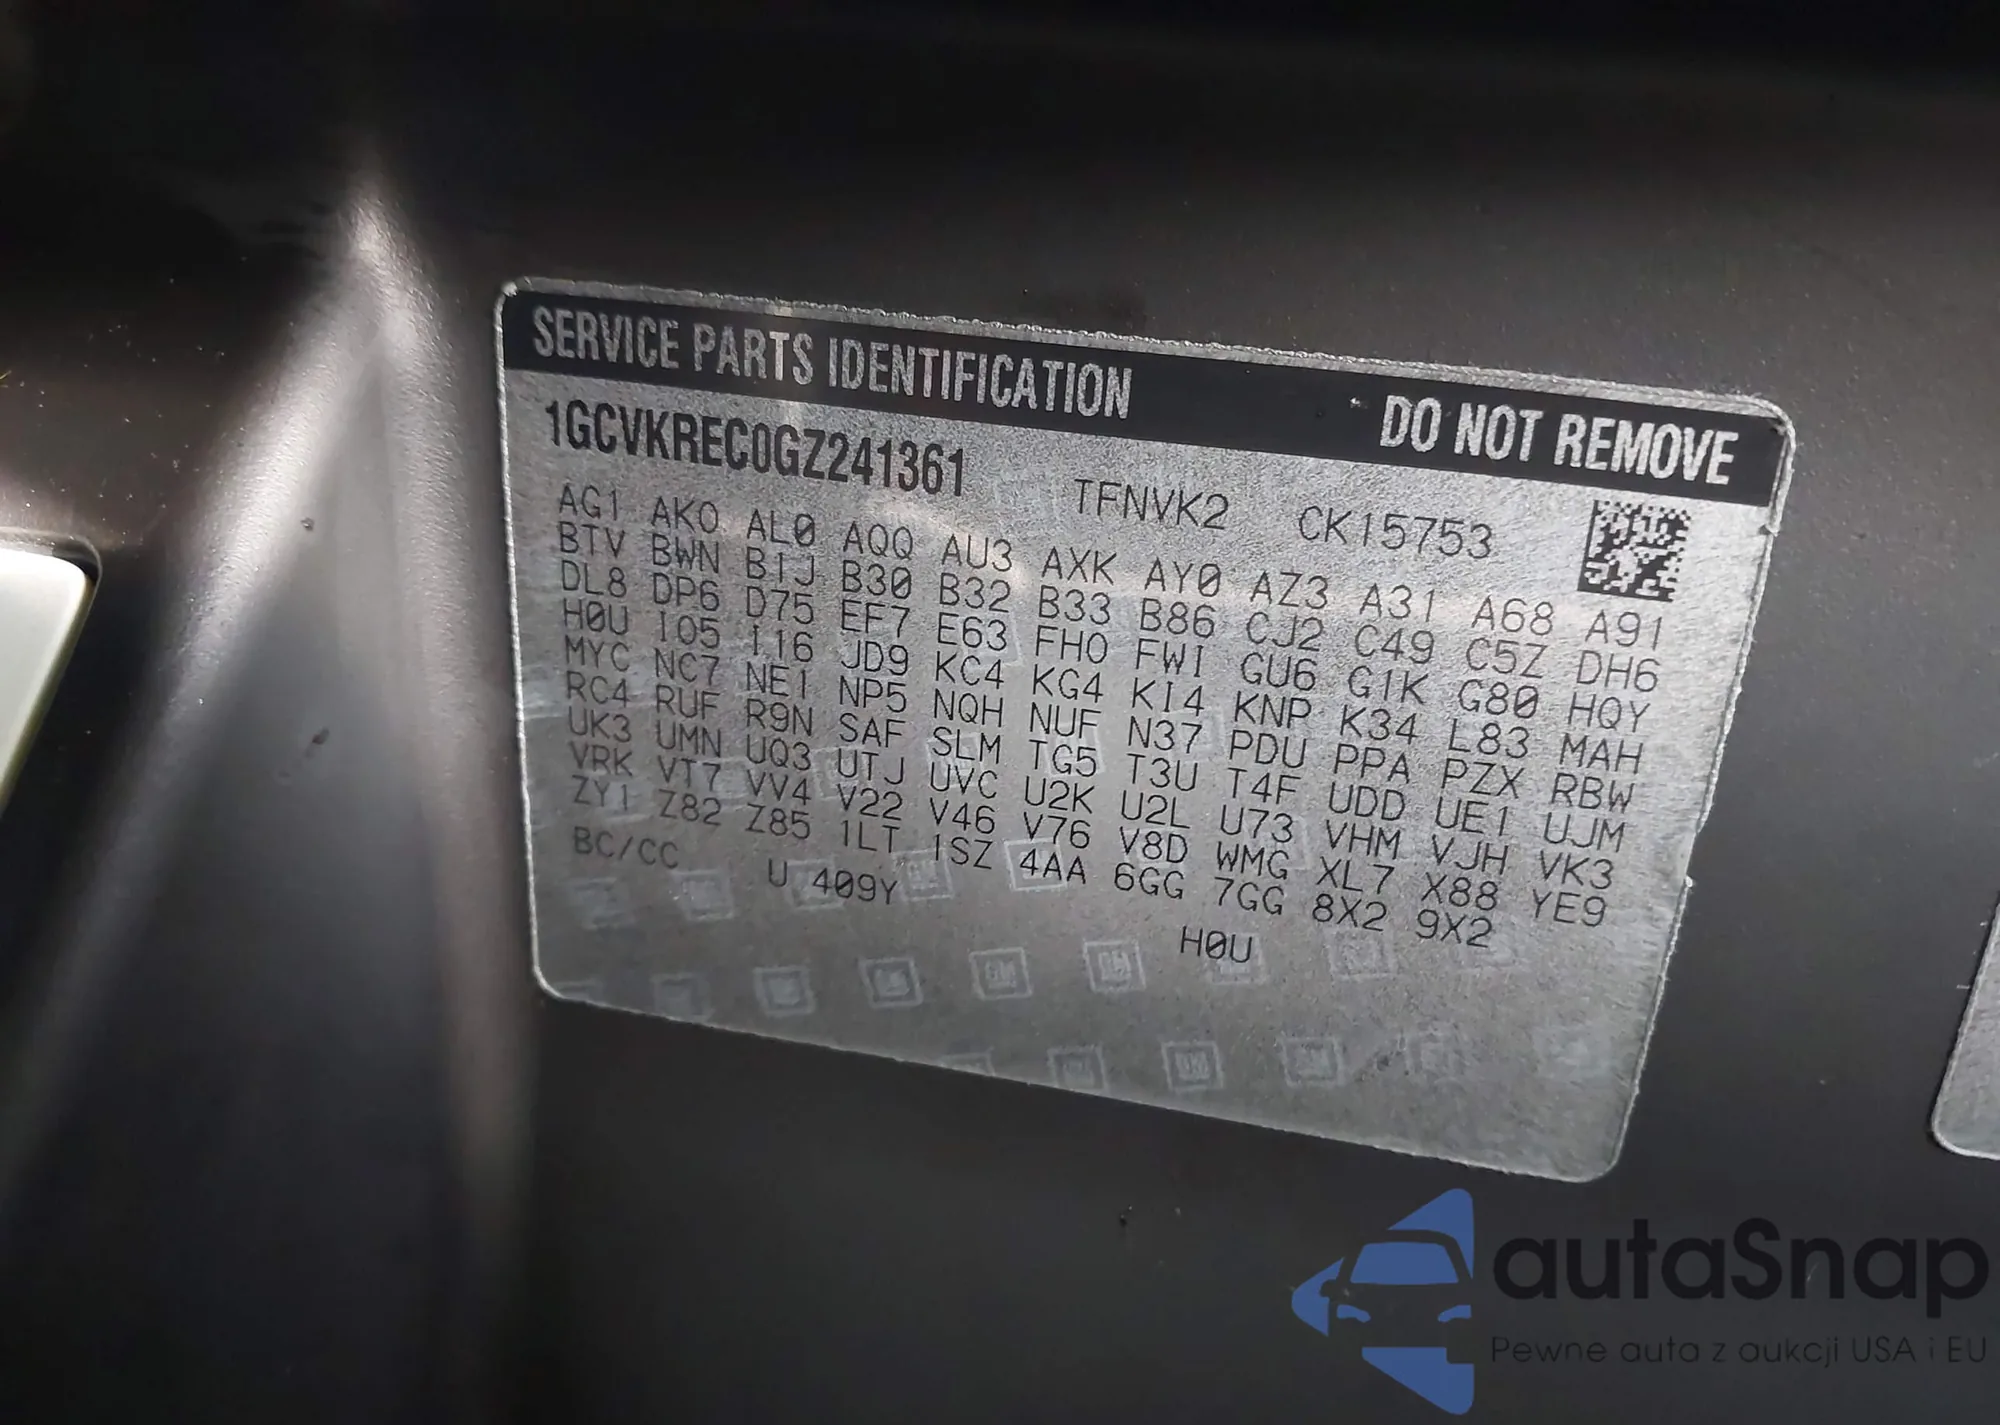 SERVICE PARTS IDENTIFICATION DO NOT REMOVE
1GCVKREC0GZ241361 TFNVK2 CK15753
AG1 AKO AL0 AQQ AU3 AXK AY0 AZ3 A31 A68 A91
BTV BWN B1J B30 B32 B33 B86 CJ2 C49 C5Z DH6
DL8 DP6 D75 EF7 E63 FHO FWI GU6 G1K G80 HQY
H0U IO5 I16 JD9 KC4 KG4 KI4 KNP K34 L83 MAH
MYC NC7 NE1 NP5 NQH NUF N37 PDU PPA PZX RBW
RC4 RUF R9N SAF SLM TG5 T3U T4F UDD UE1 UJM
UK3 UMN UQ3 UTJ UVC U2K U2L U73 VHM VJH VK3
VRK VT7 VV4 V22 V46 V76 V8D WMG XL7 X88 YE9
ZY1 Z82 Z85 1LT 1SZ 4AA 6GG 7GG 8X2 9X2
BC/CC U 409Y H0U
autaSnap
Pewne auta z aukcji USA i EU